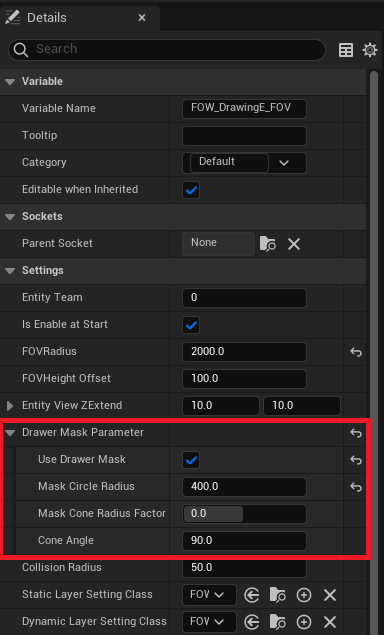 Details
Search
Variable
Variable Name FOW_DrawingE_FOV
Tooltip
Category Default
Editable when Inherited
Sockets
Parent Socket None
Settings
Entity Team 0
Is Enable at Start
FOVRadius 2000.0
FOVHeight Offset 100.0
Entity View ZExtend 10.0 10.0
Drawer Mask Parameter
Use Drawer Mask
Mask Circle Radius 400.0
Mask Cone Radius Factor 0.0
Cone Angle 90.0
Collision Radius 50.0
Static Layer Setting Class
Dynamic Layer Setting Class